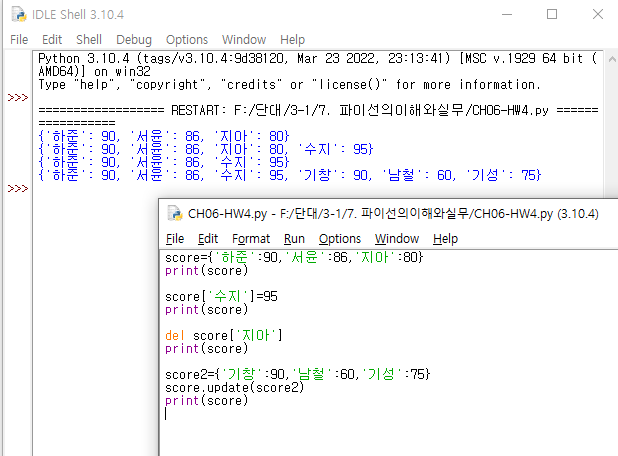 IDLE Shell 3.10.4
File Edit Shell Debug Options Window Help
Python 3.10.4 (tags/v3.10.4:9d38120, Mar 23 2022, 23:13:41) [MSC v.1929 64 bit (
AMD64)] on win32
Type "help", "copyright", "credits" or "license()" for more information.
>>>
================== RESTART: F:/단대/3-1/7. 파이선의이해와실무/CH06-HW4.py ======
===========
{'하준': 90, '서윤': 86, '지아': 80}
{'하준': 90, '서윤': 86, '지아': 80, '수지': 95}
{'하준': 90, '서윤': 86, '수지': 95}
{'하준': 90, '서윤': 86, '수지': 95, '기창': 90, '남철': 60, '기성': 75}
>>>
CH06-HW4.py - F:/단대/3-1/7. 파이선의이해와실무/CH06-HW4.py (3.10.4)
File Edit Format Run Options Window Help
score={'하준':90,'서윤':86,'지아':80}
print(score)
score['수지']=95
print(score)
del score['지아']
print(score)
score2={'기창':90,'남철':60,'기성':75}
score.update(score2)
print(score)